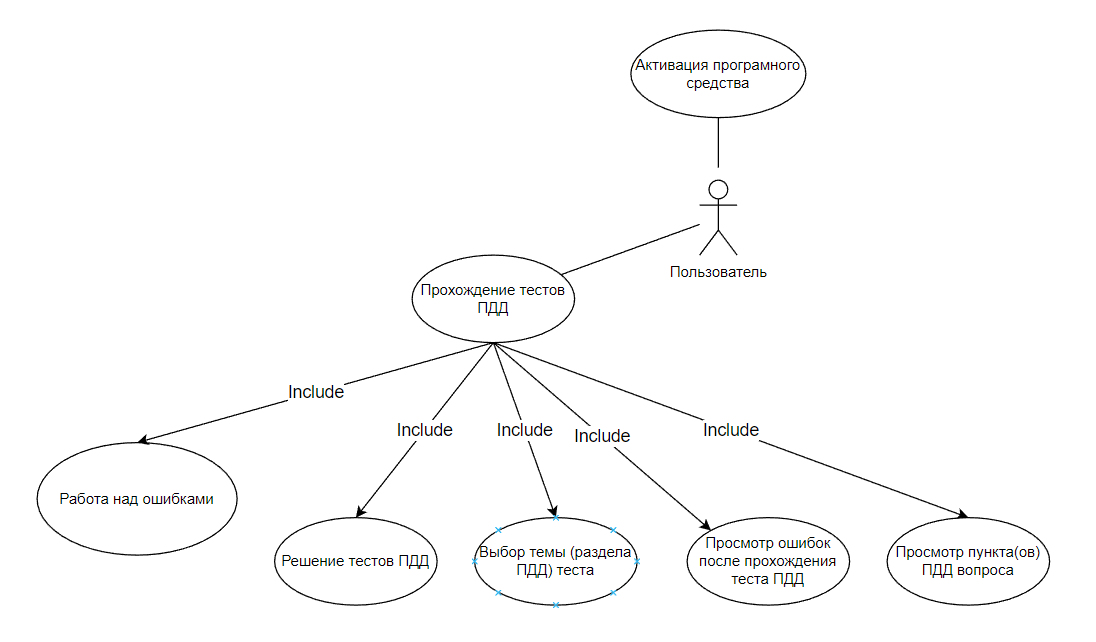 Активация програмного
средства
Пользователь
Прохождение тестов
ПДД
Include
Include
Include
Include
Include
Работа над ошибками
Решение тестов ПДД
Выбор темы (раздела
ПДД) теста
Просмотр ошибок
после прохождения
теста ПДД
Просмотр пункта(ов)
ПДД вопроса